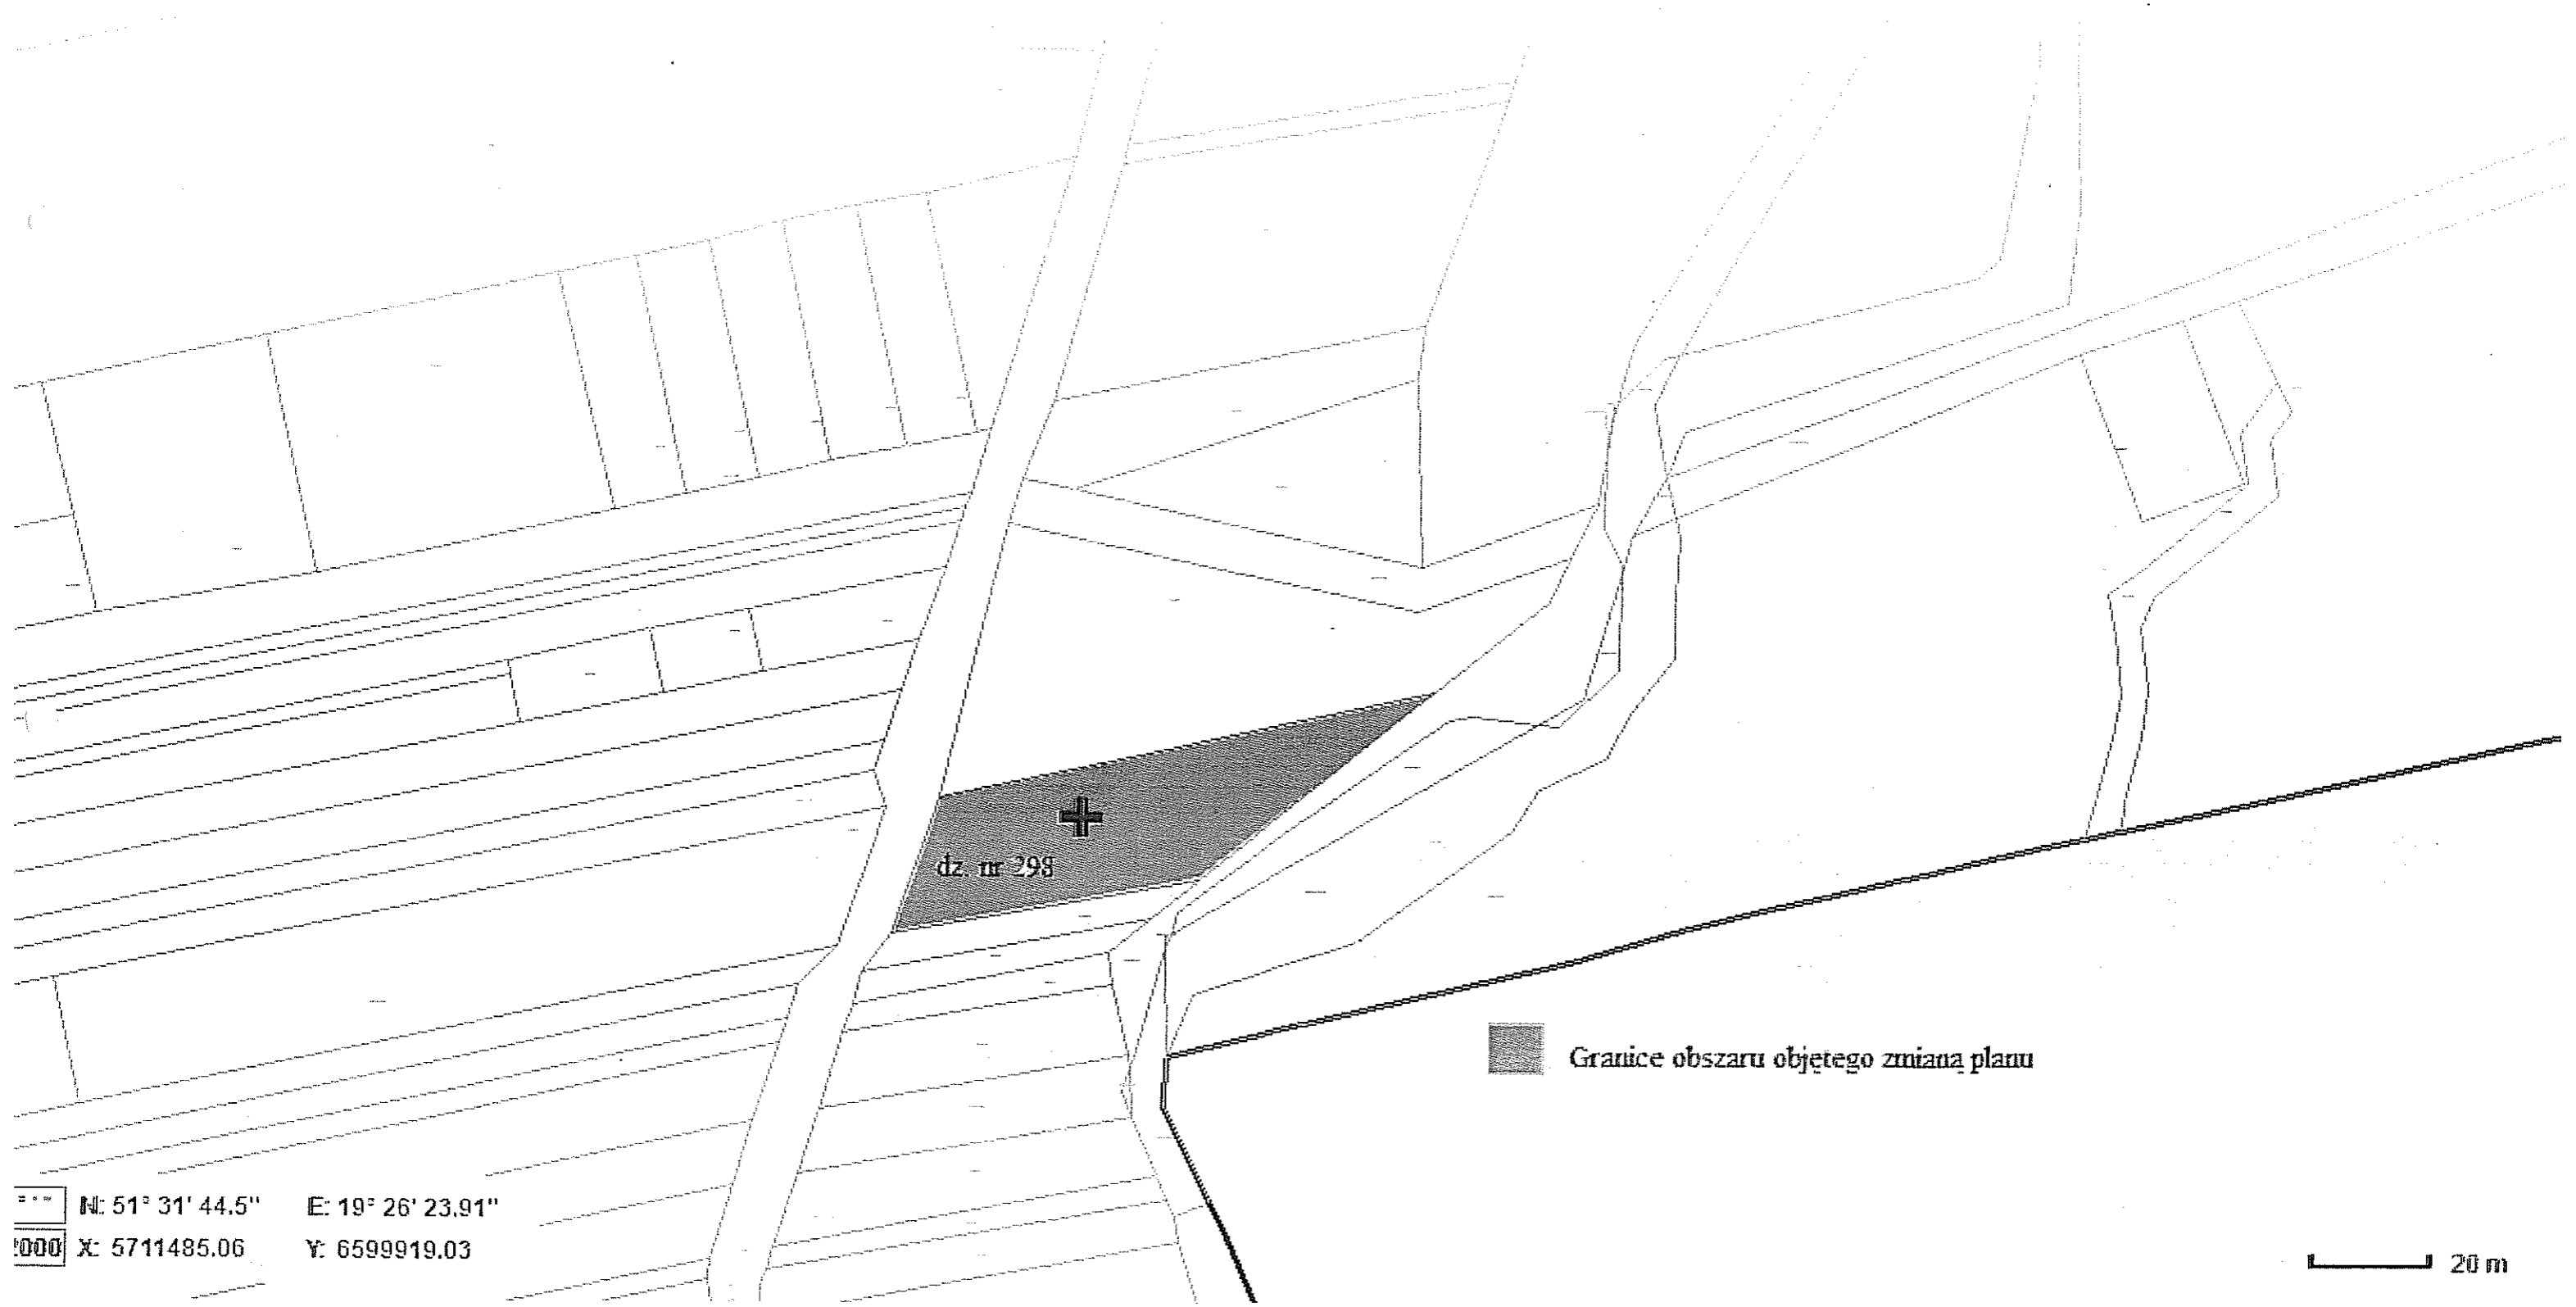 dz. nr 298
Granice obszaru objętego zmianą planu
N: 51° 31' 44.5" E: 19° 26' 23.91"
2000 X: 5711485.06 Y: 6599919.03
20 m